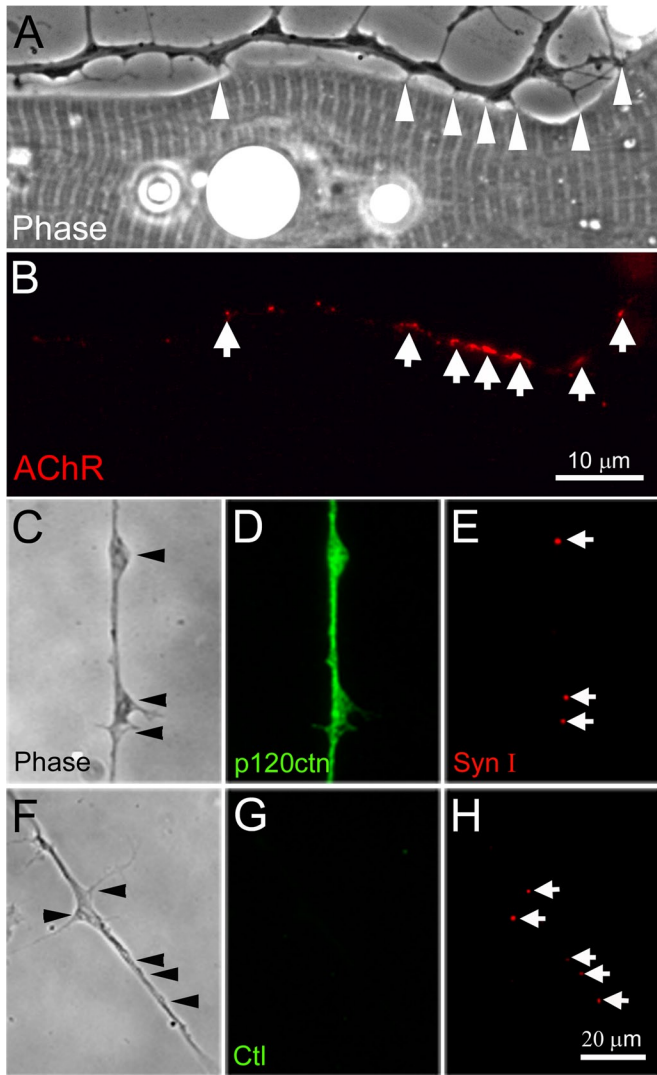 A
Phase
B
AChR
10 μm
C
D
E
Phase
p120ctn
Syn I
F
G
H
Ctl
20 μm